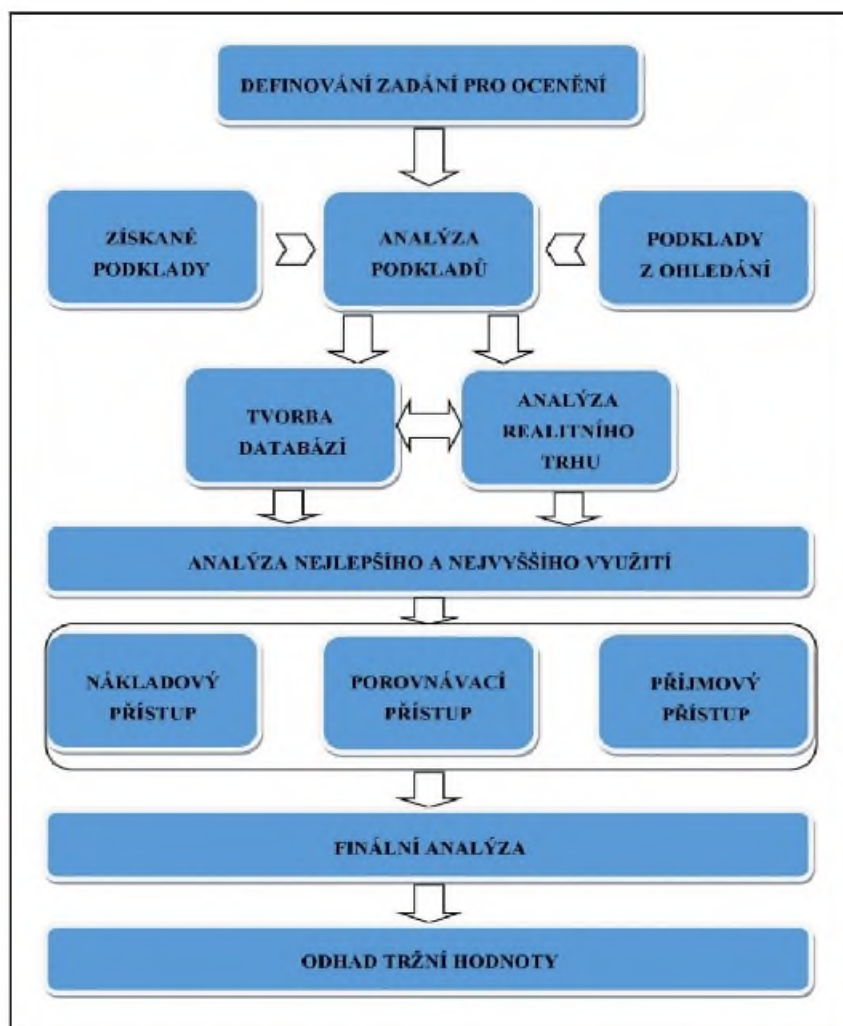 DEFINOVÁNÍ ZADÁNÍ PRO OCENĚNÍ
ZÍSKANÉ
PODKLADY
ANALÝZA
PODKLADŮ
PODKLADY
Z OHLEDÁNÍ
TVORBA
DATABÁZÍ
ANALÝZA
REALITNÍHO
TRHU
ANALÝZA NEJLEPŠÍHO A NEJVYŠŠÍHO VYUŽITÍ
NÁKLADOVÝ
PŘÍSTUP
POROVNÁVACÍ
PŘÍSTUP
PŘÍJMOVÝ
PŘÍSTUP
FINÁLNÍ ANALÝZA
ODHAD TRŽNÍ HODNOTY